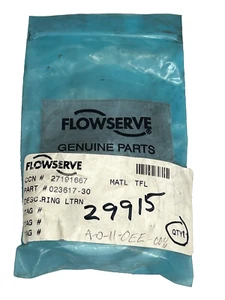 FLOWSERVE
GENUINE PARTS
FLOWSERVE
CCN # 27191667 MATL TFL
PART # 023617-30
DESC. RING LTRN
TAG # 29915
TAG #
TAG #
QTY 1